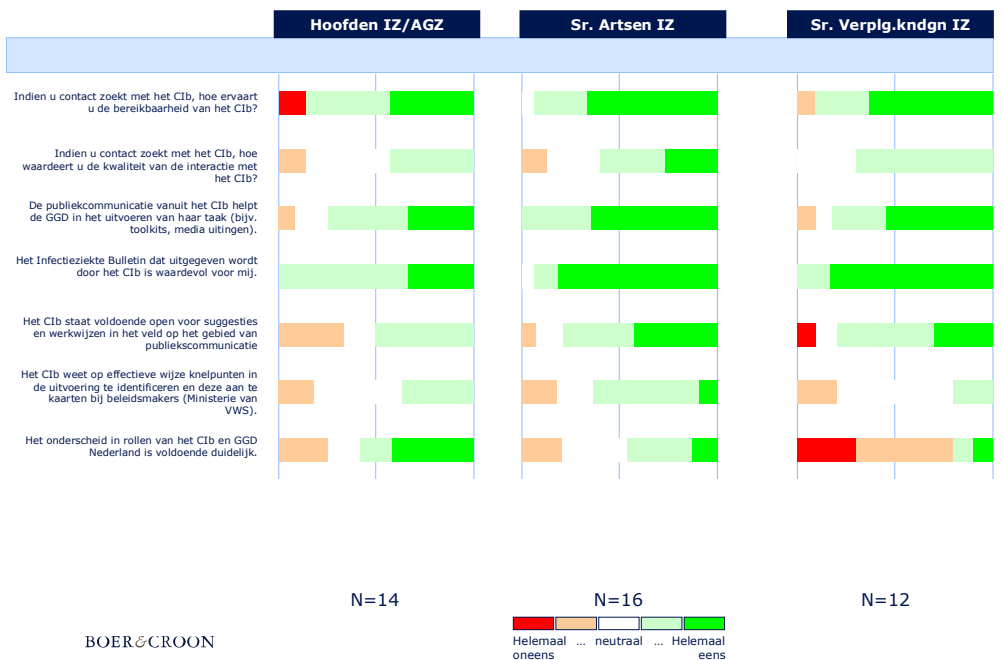 Hoofden IZ/AGZ
Sr. Artsen IZ
Sr. Verplg.kndgn IZ
Indien u contact zoekt met het CIb, hoe ervaart
u de bereikbaarheid van het CIb?
Indien u contact zoekt met het CIb, hoe
waardeert u de kwaliteit van de interactie met
het CIb?
De publiekcommunicatie vanuit het CIb helpt
de GGD in het uitvoeren van haar taak (bijv.
toolkits, media uitingen).
Het Infectieziekte Bulletin dat uitgegeven wordt
door het CIb is waardevol voor mij.
Het CIb staat voldoende open voor suggesties
en werkwijzen in het veld op het gebied van
publiekscommunicatie
Het CIb weet op effectieve wijze knelpunten in
de uitvoering te identificeren en deze aan te
kaarten bij beleidsmakers (Ministerie van
VWS).
Het onderscheid in rollen van het CIb en GGD
Nederland is voldoende duidelijk.
N=14
N=16
N=12
Helemaal ... neutraal ... Helemaal
oneens eens
BOER&CROON